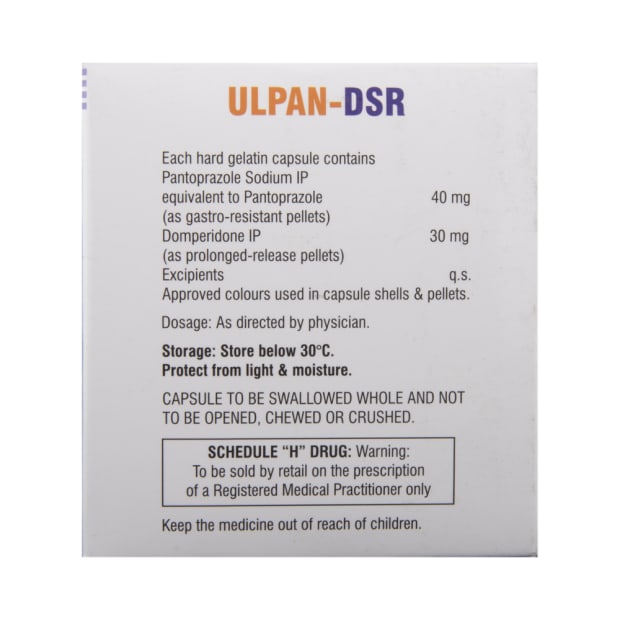 ULPAN-DSR
Each hard gelatin capsule contains
Pantoprazole Sodium IP
equivalent to Pantoprazole 40 mg
(as gastro-resistant pellets)
Domperidone IP 30 mg
(as prolonged-release pellets)
Excipients q.s.
Approved colours used in capsule shells & pellets.
Dosage: As directed by physician.
Storage: Store below 30°C.
Protect from light & moisture.
CAPSULE TO BE SWALLOWED WHOLE AND NOT
TO BE OPENED, CHEWED OR CRUSHED.
SCHEDULE “H” DRUG: Warning:
To be sold by retail on the prescription
of a Registered Medical Practitioner only
Keep the medicine out of reach of children.